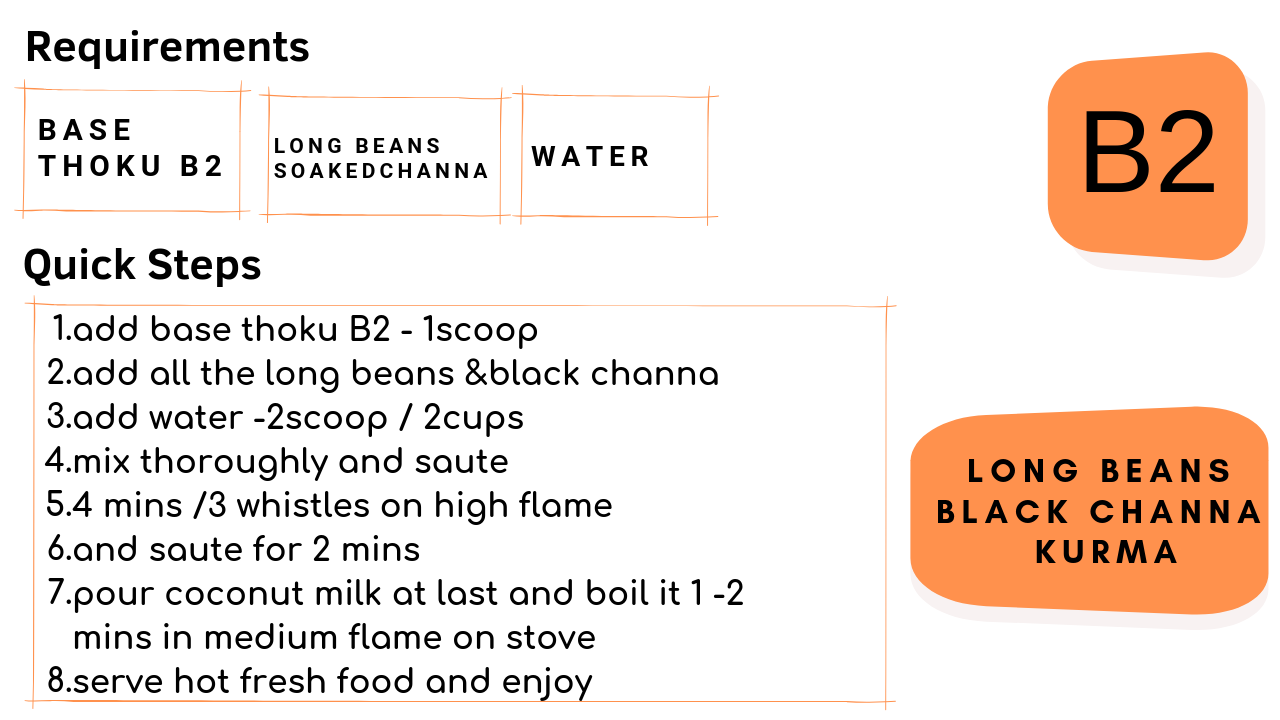 Requirements
BASE
THOKU B2
LONG BEANS
SOAKEDCHANNA
WATER
B2
Quick Steps
1.add base thoku B2 - 1scoop
2.add all the long beans &black channa
3.add water -2scoop / 2cups
4.mix thoroughly and saute
5.4 mins /3 whistles on high flame
6.and saute for 2 mins
7.pour coconut milk at last and boil it 1 -2
mins in medium flame on stove
8.serve hot fresh food and enjoy
LONG BEANS
BLACK CHANNA
KURMA